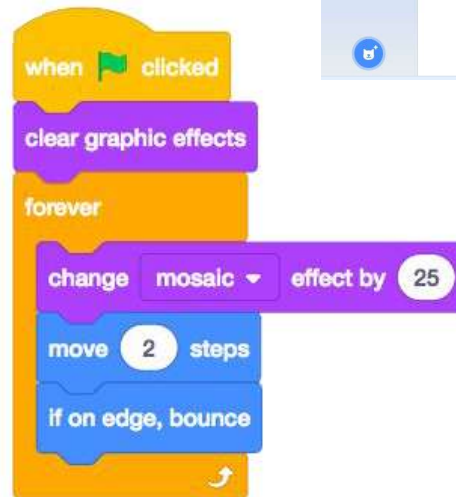 when clicked
clear graphic effects
forever
change mosaic effect by 25
move 2 steps
if on edge, bounce